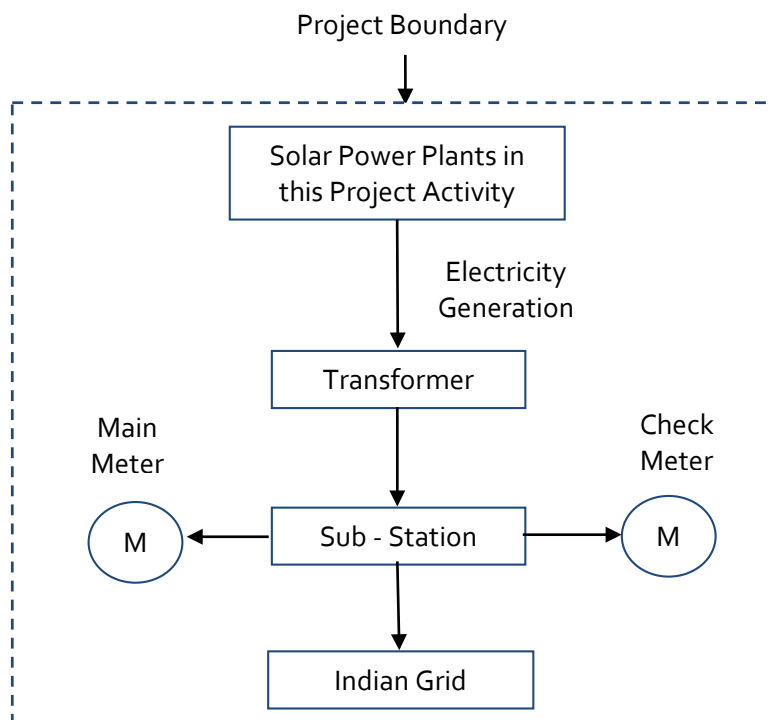 Project Boundary
Solar Power Plants in
this Project Activity
Electricity
Generation
Transformer
Main
Meter
Check
Meter
M
Sub - Station
M
Indian Grid